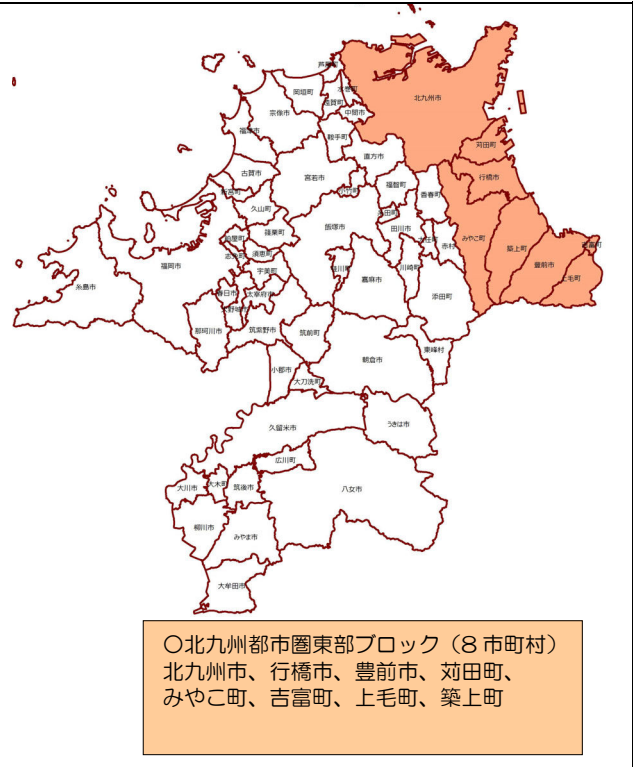 芦屋町
水巻町
岡垣町
遠賀町
北九州市
中間市
宗像市
福津市
鞍手町
苅田町
直方市
古賀市
宮若市
行橋市
福智町
小竹町
香春町
新宮町
久山町
糸田町
飯塚市
田川市
篠栗町
粕屋町
みやこ町
大任町
赤村
築上町
吉富町
志免町
須恵町
福岡市
豊前市
宇美町
桂川町
川崎町
嘉麻市
上毛町
糸島市
春日市
太宰府市
添田町
大野城市
那珂川市
筑紫野市
筑前町
東峰村
朝倉市
小郡市
大刀洗町
久留米市
うきは市
広川町
大川市
大木町
筑後市
八女市
柳川市
みやま市
大牟田市
〇北九州都市圏東部ブロック（8市町村）
北九州市、行橋市、豊前市、苅田町、
みやこ町、吉富町、上毛町、築上町